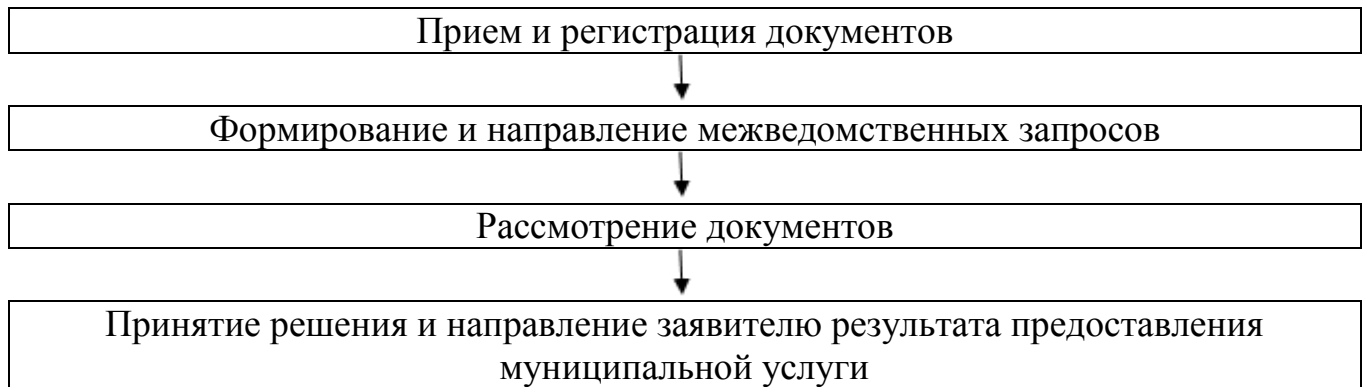 Прием и регистрация документов
Формирование и направление межведомственных запросов
Рассмотрение документов
Принятие решения и направление заявителю результата предоставления
муниципальной услуги